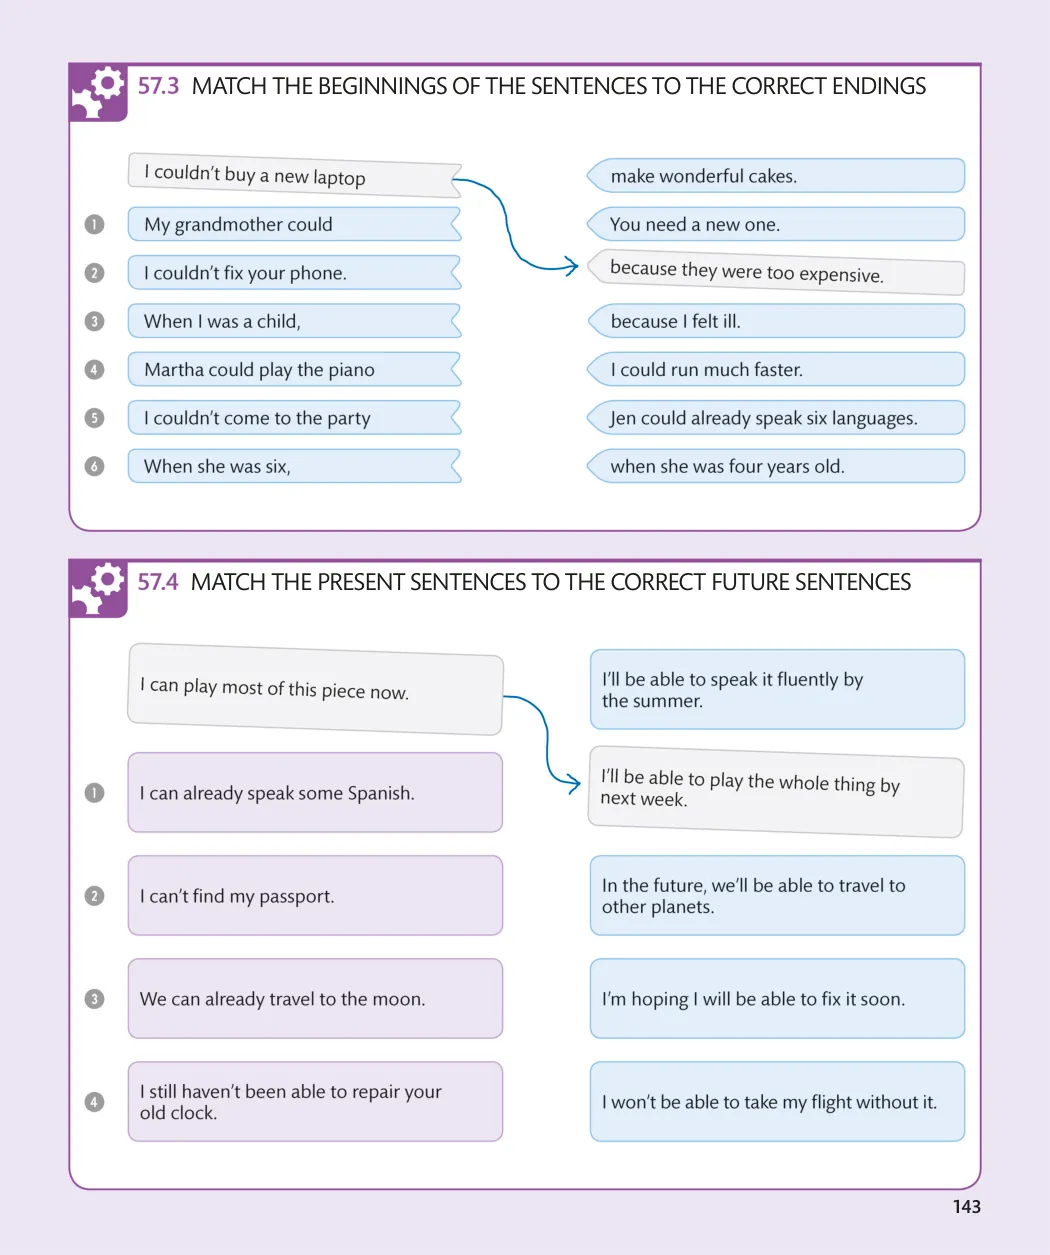 57.3 MATCH THE BEGINNINGS OF THE SENTENCES TO THE CORRECT ENDINGS
I couldn’t buy a new laptop
make wonderful cakes.
1 My grandmother could
You need a new one.
2 I couldn’t fix your phone.
because they were too expensive.
3 When I was a child,
because I felt ill.
4 Martha could play the piano
I could run much faster.
5 I couldn’t come to the party
Jen could already speak six languages.
6 When she was six,
when she was four years old.
57.4 MATCH THE PRESENT SENTENCES TO THE CORRECT FUTURE SENTENCES
I can play most of this piece now.
I’ll be able to speak it fluently by
the summer.
1 I can already speak some Spanish.
I’ll be able to play the whole thing by
next week.
2 I can’t find my passport.
In the future, we’ll be able to travel to
other planets.
3 We can already travel to the moon.
I’m hoping I will be able to fix it soon.
4 I still haven’t been able to repair your
old clock.
I won’t be able to take my flight without it.
143